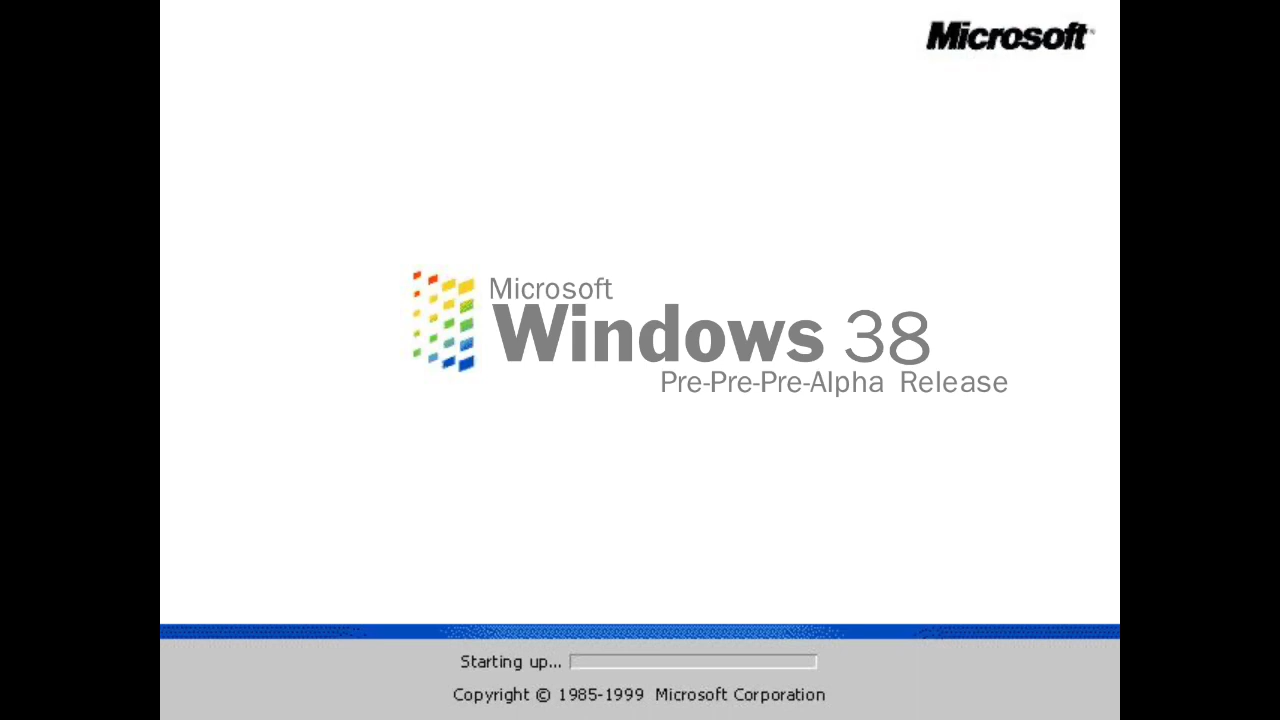 Microsoft
Microsoft
Windows 38
Pre-Pre-Pre-Alpha Release
Starting up...
Copyright © 1985-1999 Microsoft Corporation